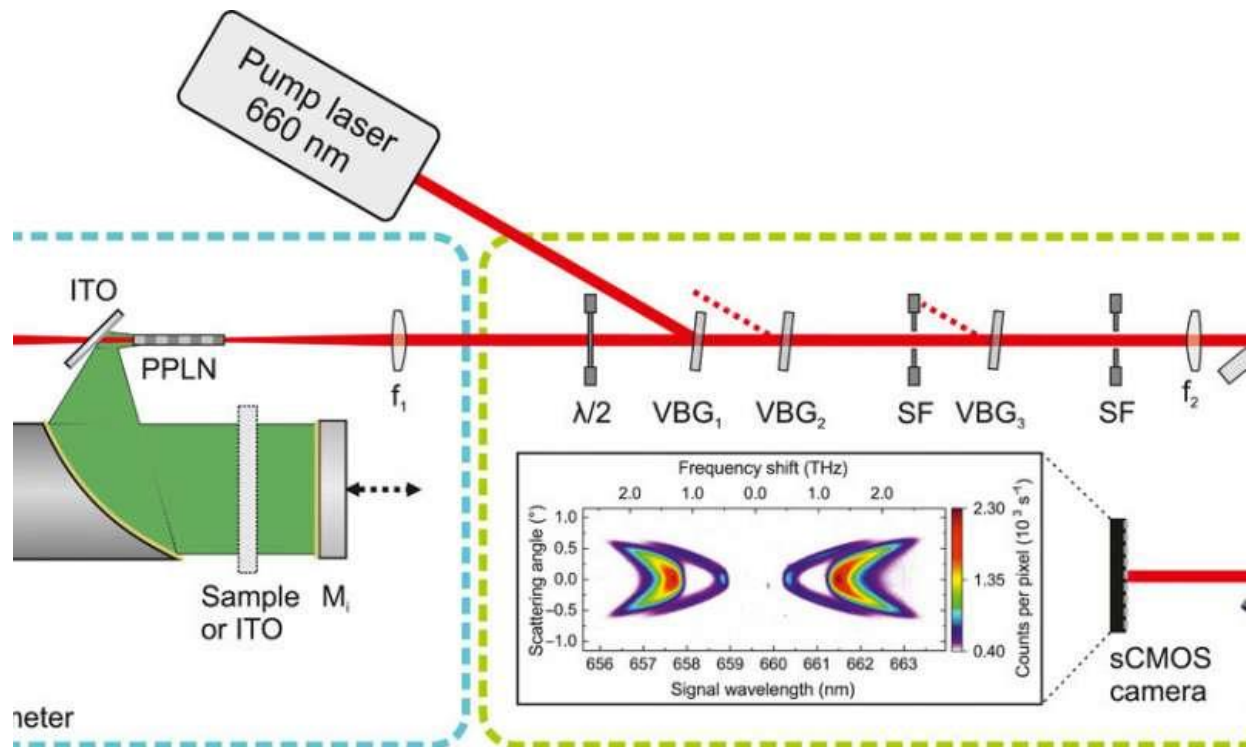 Pump laser
660 nm
ITO
PPLN
f₁
λ/2
VBG₁
VBG₂
SF
VBG₃
SF
f₂
Sample
or ITO
Mᵢ
Frequency shift (THz)
2.0 1.0 0.0 1.0 2.0
Scattering angle (°)
1.0
0.5
0.0
−0.5
−1.0
656 657 658 659 660 661 662 663
Signal wavelength (nm)
2.30
1.35
0.40
Counts per pixel (10³ s⁻¹)
sCMOS
camera
neter